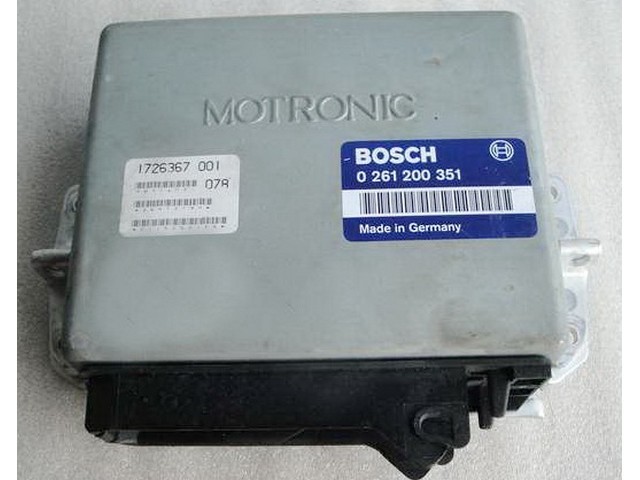 MOTRONIC
1726367 001
07A
BOSCH
0 261 200 351
Made in Germany